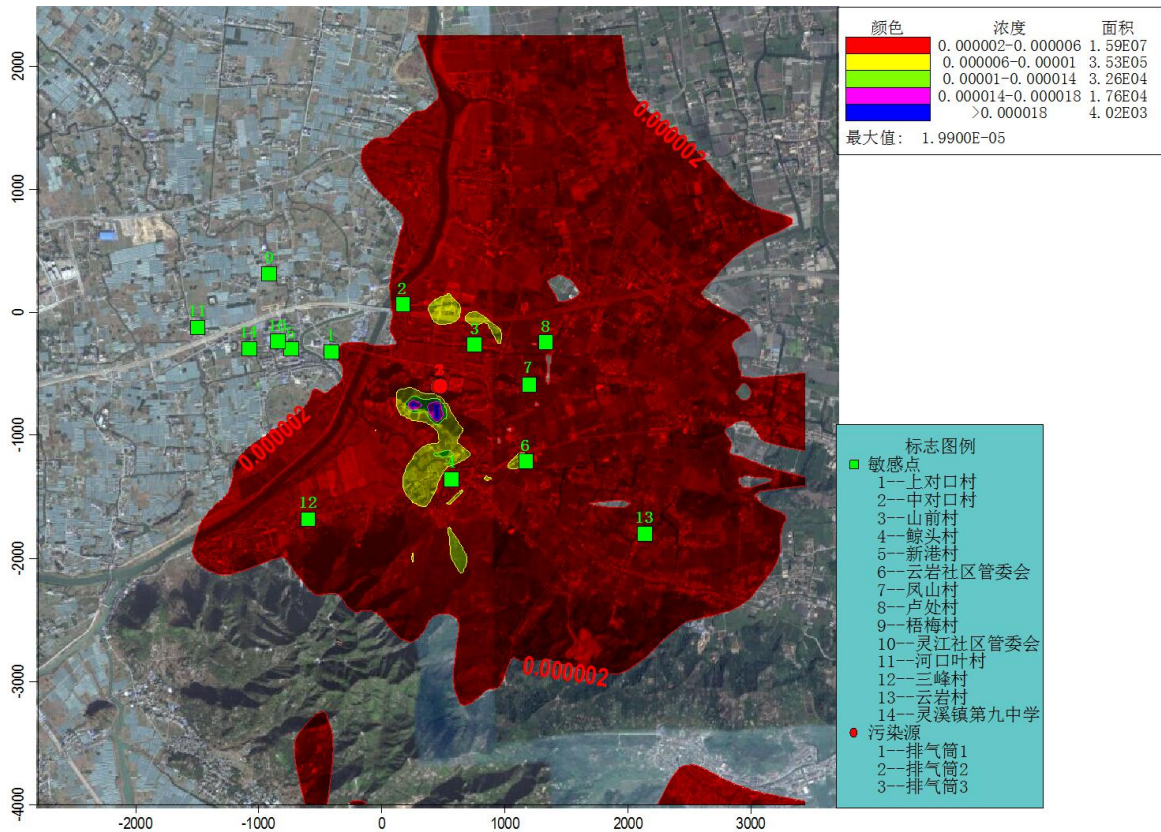 颜色 浓度 面积
0.000002-0.000006 1.59E07
0.000006-0.00001 3.53E05
0.00001-0.000014 3.26E04
0.000014-0.000018 1.76E04
>0.000018 4.02E03
最大值: 1.9900E-05
2000
1000
0
-1000
-2000
-3000
-4000
0.000002
9
11
2
14
10
5
1
3
8
7
3
0.000002
6
4
12
13
0.000002
标志图例
敏感点
1--上对口村
2--中对口村
3--山前村
4--鲸头村
5--新港村
6--云岩社区管委会
7--凤山村
8--卢处村
9--梧梅村
10--灵江社区管委会
11--河口叶村
12--三峰村
13--云岩村
14--灵溪镇第九中学
污染源
1--排气筒1
2--排气筒2
3--排气筒3
-2000 -1000 0 1000 2000 3000